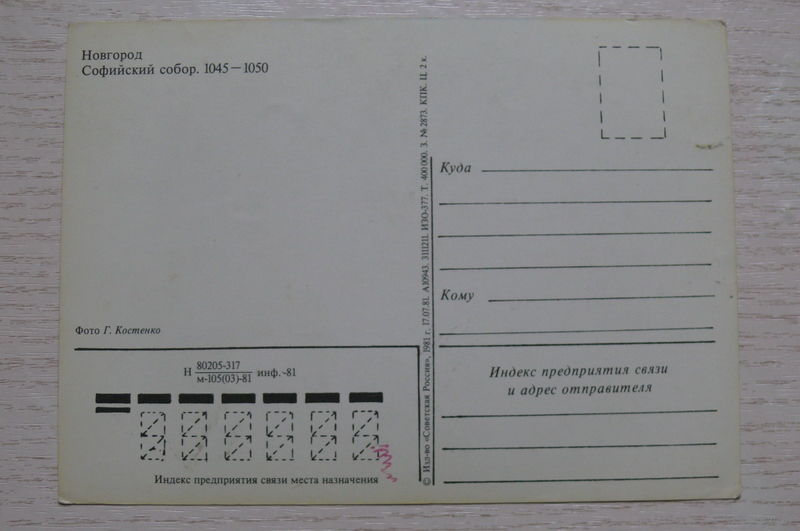 Новгород
Софийский собор. 1045—1050
Фото Г. Костенко
Н 80205-317 инф.-81
м-105(03)-81
Индекс предприятия связи места назначения
© Изд-во «Советская Россия», 1981 г. 17.07.81. А10943. 3111211. ИЗО-377. Т. 400 000. З. № 2873. КПК. Ц. 2 к.
Куда
Кому
Индекс предприятия связи
и адрес отправителя